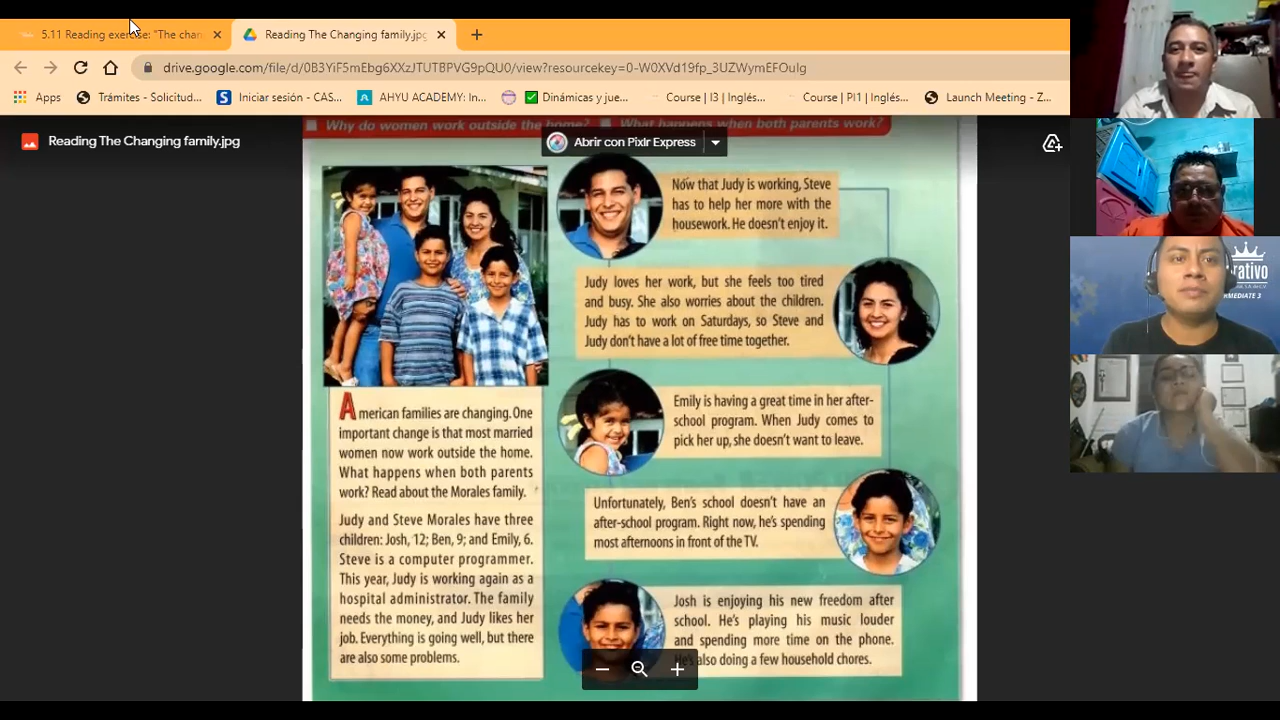 5.11 Reading exercise: "The chan
Reading The Changing family.jpg
drive.google.com/file/d/0B3YiF5mEbg6XXzJTUTBPVG9pQU0/view?resourcekey=0-W0XVd19fp_3UZWymEFOuIg
Apps
Trámites - Solicitud...
Iniciar sesión - CAS...
AHYU ACADEMY: In...
Dinámicas y jue...
Course | I3 | Inglés...
Course | PI1 | Inglés...
Launch Meeting - Z...
Reading The Changing family.jpg
Why do women work outside the home? What happens when both parents work?
Abrir con Pixlr Express
Now that Judy is working, Steve
has to help her more with the
housework. He doesn't enjoy it.
Judy loves her work, but she feels too tired
and busy. She also worries about the children.
Judy has to work on Saturdays, so Steve and
Judy don't have a lot of free time together.
Emily is having a great time in her after-
school program. When Judy comes to
pick her up, she doesn't want to leave.
Unfortunately, Ben's school doesn't have an
after-school program. Right now, he's spending
most afternoons in front of the TV.
Josh is enjoying his new freedom after
school. He's playing his music louder
and spending more time on the phone.
He's also doing a few household chores.
American families are changing. One
important change is that most married
women now work outside the home.
What happens when both parents
work? Read about the Morales family.
Judy and Steve Morales have three
children: Josh, 12; Ben, 9; and Emily, 6.
Steve is a computer programmer.
This year, Judy is working again as a
hospital administrator. The family
needs the money, and Judy likes her
job. Everything is going well, but there
are also some problems.
rativo
RMEDIATE 3